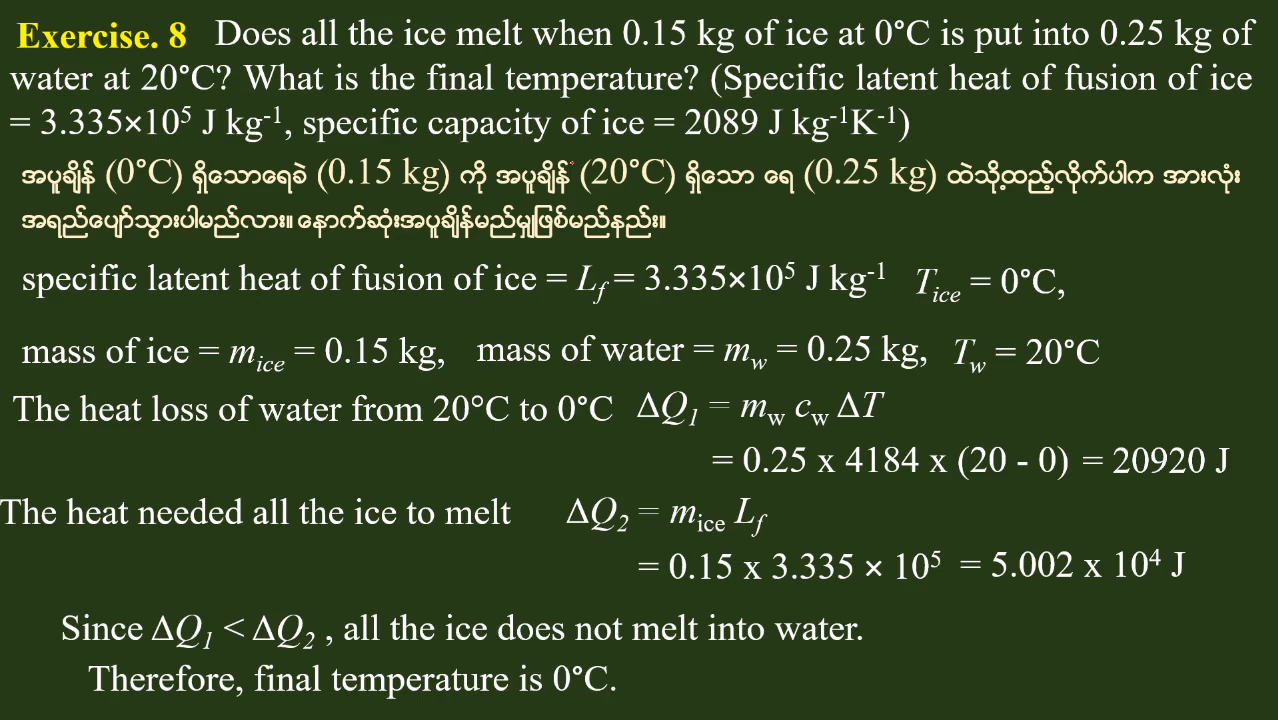 Exercise. 8 Does all the ice melt when 0.15 kg of ice at 0°C is put into 0.25 kg of
water at 20°C? What is the final temperature? (Specific latent heat of fusion of ice
= 3.335×10⁵ J kg⁻¹, specific capacity of ice = 2089 J kg⁻¹K⁻¹)
အပူချိန် (0°C) ရှိသောရေခဲ (0.15 kg) ကို အပူချိန် (20°C) ရှိသော ရေ (0.25 kg) ထဲသို့ထည့်လိုက်ပါက အားလုံး
အရည်ပျော်သွားပါမည်လား။ နောက်ဆုံးအပူချိန်မည်မျှဖြစ်မည်နည်း။
specific latent heat of fusion of ice = L_f = 3.335×10⁵ J kg⁻¹ T_ice = 0°C,
mass of ice = m_ice = 0.15 kg, mass of water = m_w = 0.25 kg, T_w = 20°C
The heat loss of water from 20°C to 0°C ΔQ₁ = m_w c_w ΔT
= 0.25 x 4184 x (20 - 0) = 20920 J
The heat needed all the ice to melt ΔQ₂ = m_ice L_f
= 0.15 x 3.335 × 10⁵ = 5.002 x 10⁴ J
Since ΔQ₁ < ΔQ₂ , all the ice does not melt into water.
Therefore, final temperature is 0°C.